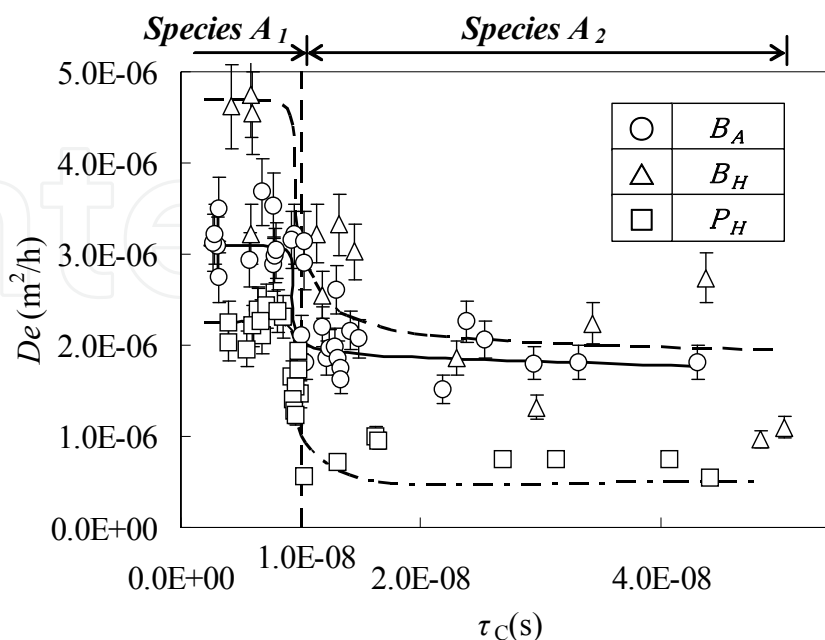 Species A1 Species A2
5.0E-06
4.0E-06
3.0E-06
2.0E-06
1.0E-06
0.0E+00
De (m²/h)
BA
BH
PH
1.0E-08
0.0E+00 2.0E-08 4.0E-08
τC(s)